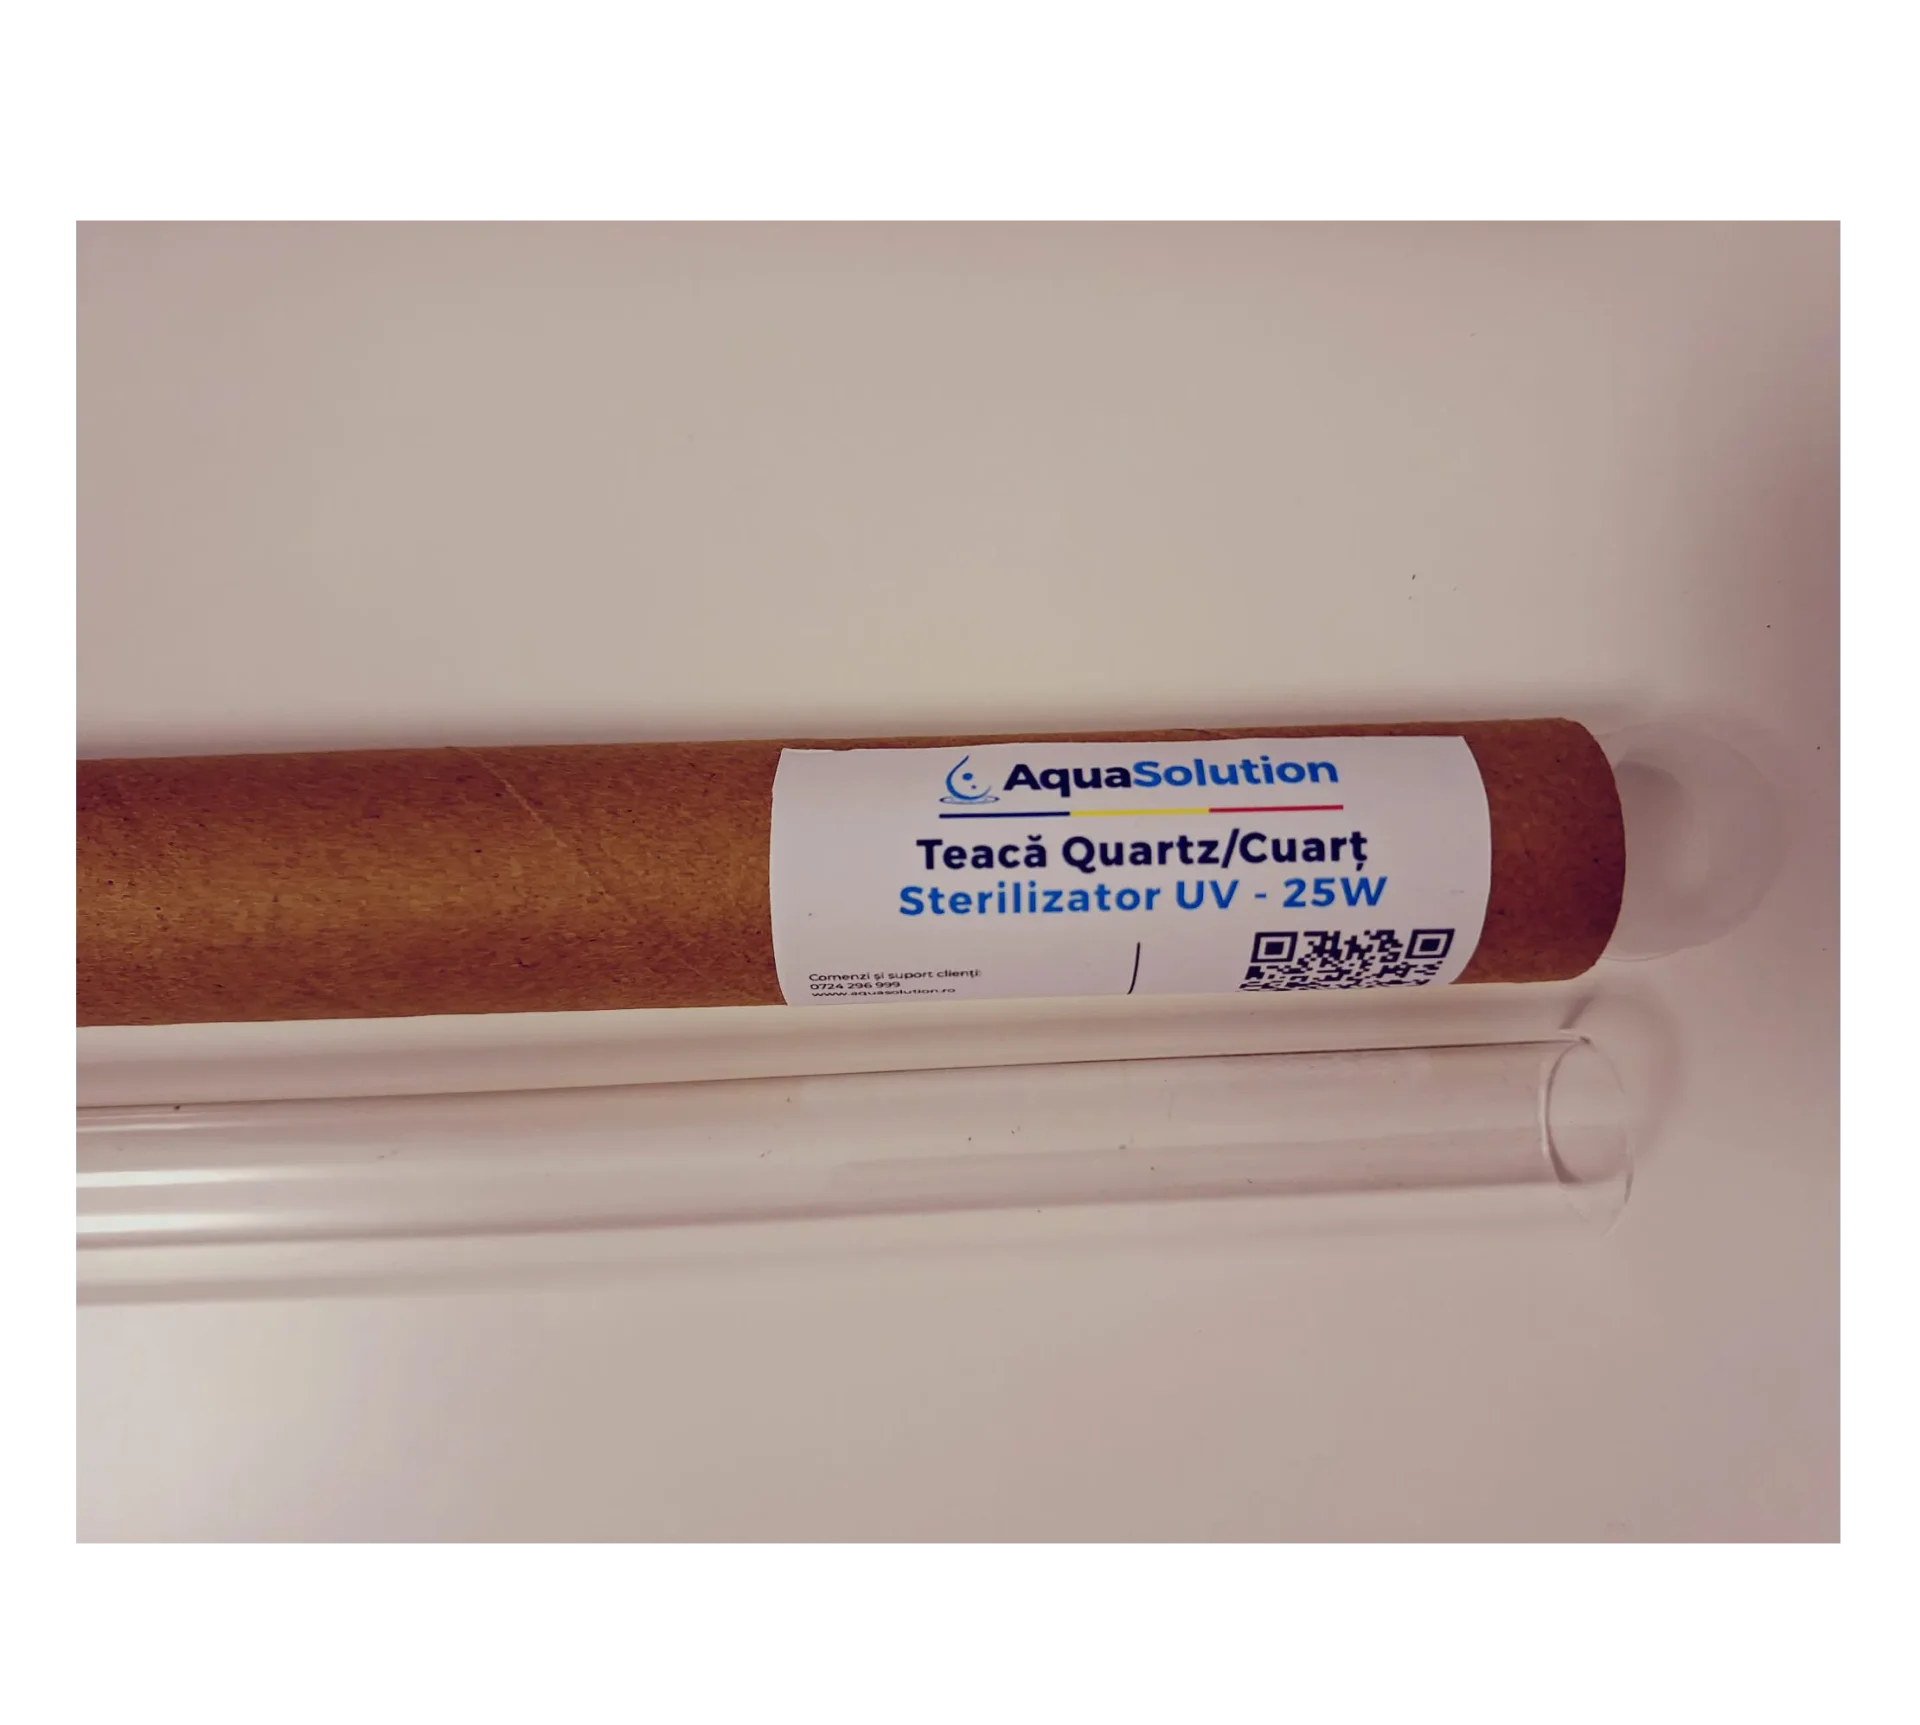 AquaSolution
Teacă Quartz/Cuarț
Sterilizator UV - 25W
Comenzi și suport clienți:
0724 296 999
www.aquasolution.ro